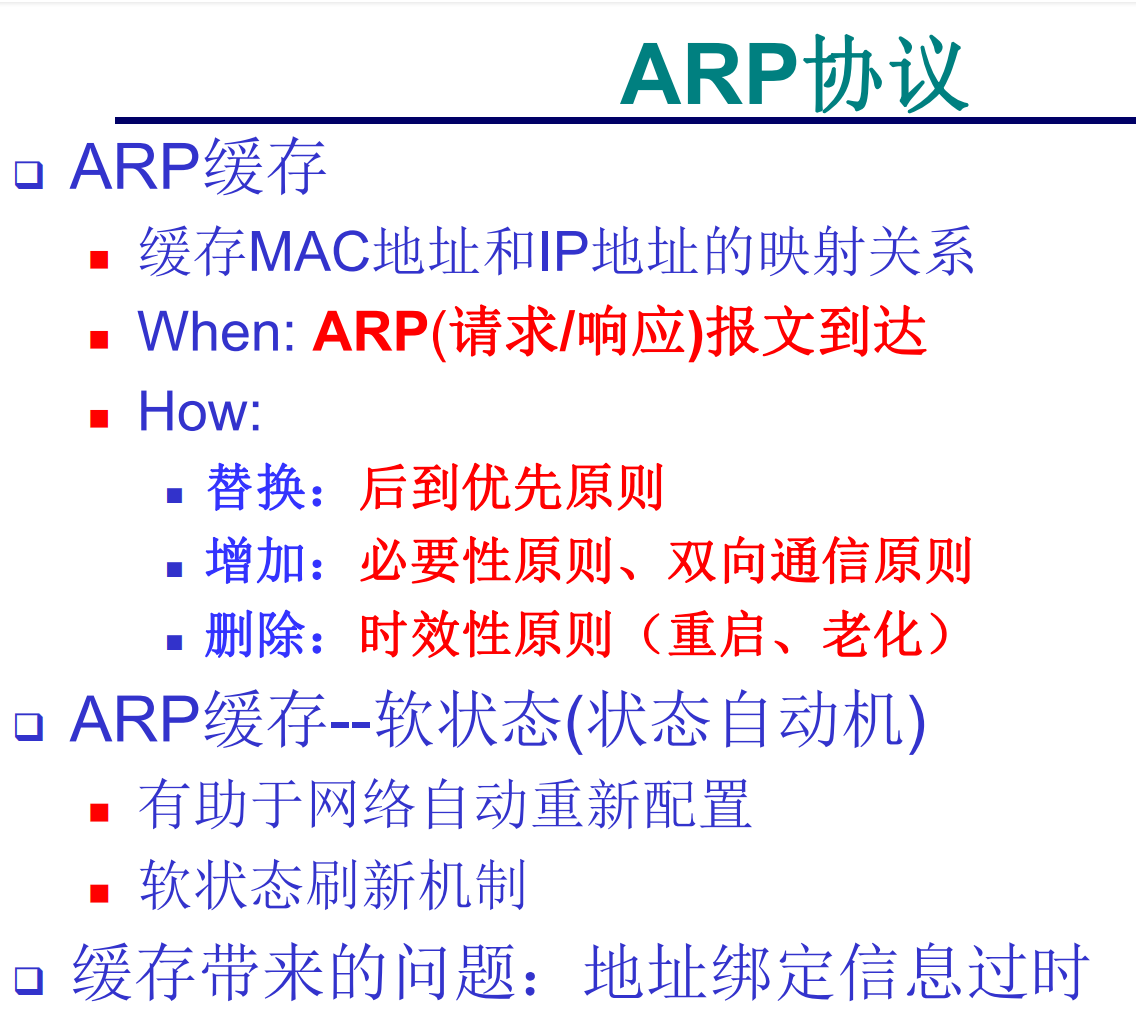 ARP协议
ARP缓存
缓存MAC地址和IP地址的映射关系
When: ARP(请求/响应)报文到达
How:
替换：后到优先原则
增加：必要性原则、双向通信原则
删除：时效性原则（重启、老化）
ARP缓存--软状态(状态自动机)
有助于网络自动重新配置
软状态刷新机制
缓存带来的问题：地址绑定信息过时